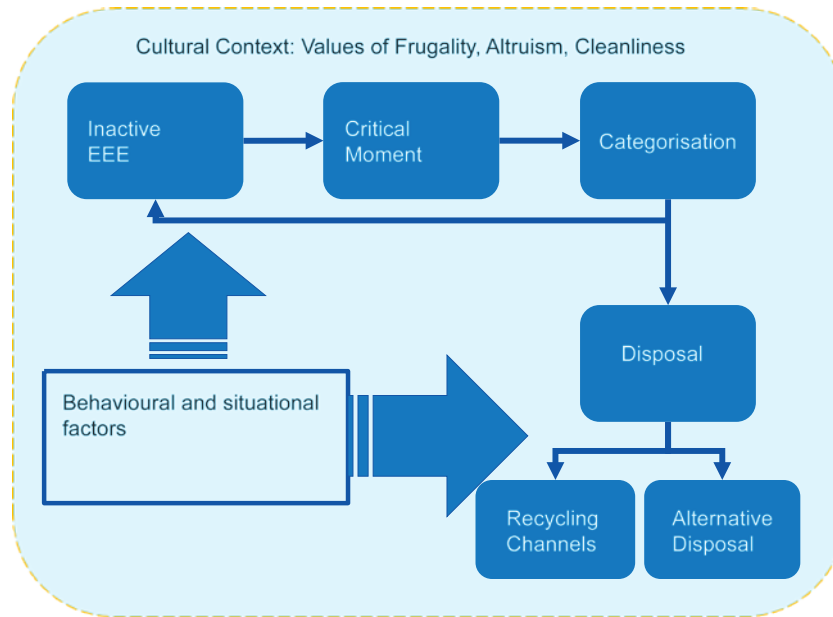 Cultural Context: Values of Frugality, Altruism, Cleanliness
Inactive
EEE
Critical
Moment
Categorisation
Disposal
Behavioural and situational
factors
Recycling
Channels
Alternative
Disposal